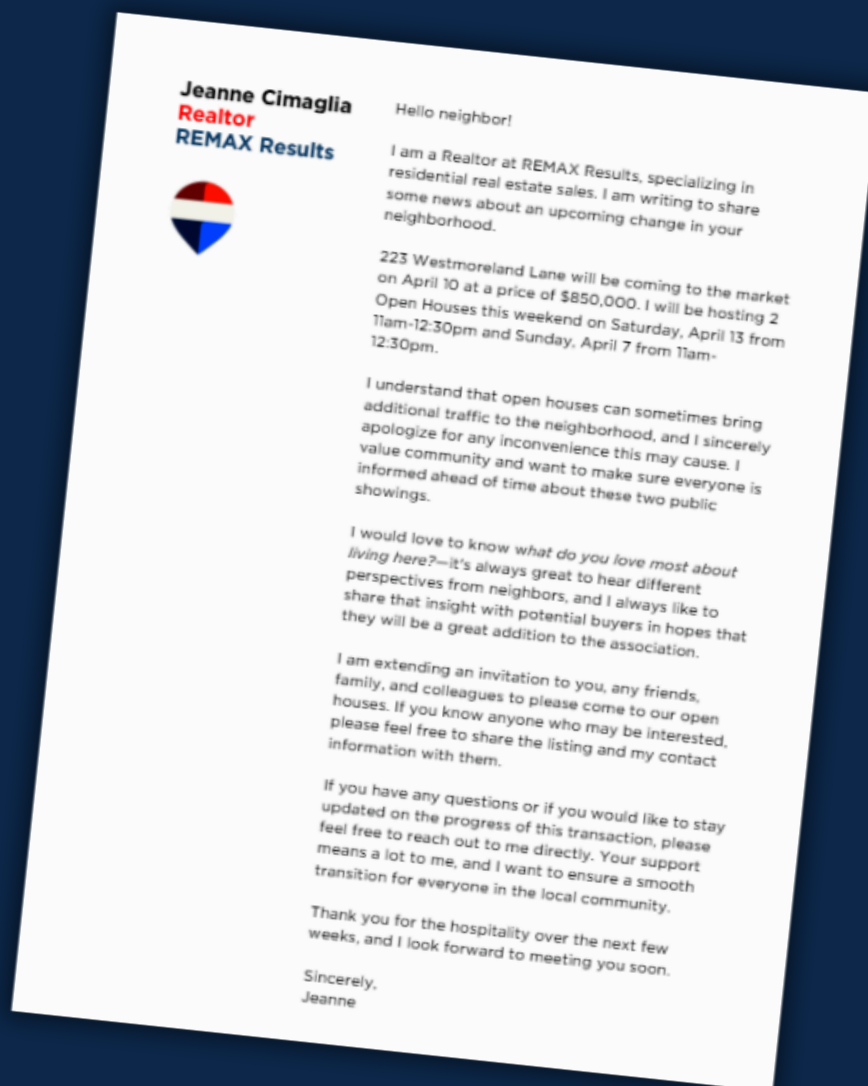 Jeanne Cimaglia
Realtor
REMAX Results
Hello neighbor!
I am a Realtor at REMAX Results, specializing in
residential real estate sales. I am writing to share
some news about an upcoming change in your
neighborhood.
223 Westmoreland Lane will be coming to the market
on April 10 at a price of $850,000. I will be hosting 2
Open Houses this weekend on Saturday, April 13 from
11am-12:30pm and Sunday, April 7 from 11am-
12:30pm.
I understand that open houses can sometimes bring
additional traffic to the neighborhood, and I sincerely
apologize for any inconvenience this may cause. I
value community and want to make sure everyone is
informed ahead of time about these two public
showings.
I would love to know what do you love most about
living here?—it's always great to hear different
perspectives from neighbors, and I always like to
share that insight with potential buyers in hopes that
they will be a great addition to the association.
I am extending an invitation to you, any friends,
family, and colleagues to please come to our open
houses. If you know anyone who may be interested,
please feel free to share the listing and my contact
information with them.
If you have any questions or if you would like to stay
updated on the progress of this transaction, please
feel free to reach out to me directly. Your support
means a lot to me, and I want to ensure a smooth
transition for everyone in the local community.
Thank you for the hospitality over the next few
weeks, and I look forward to meeting you soon.
Sincerely,
Jeanne